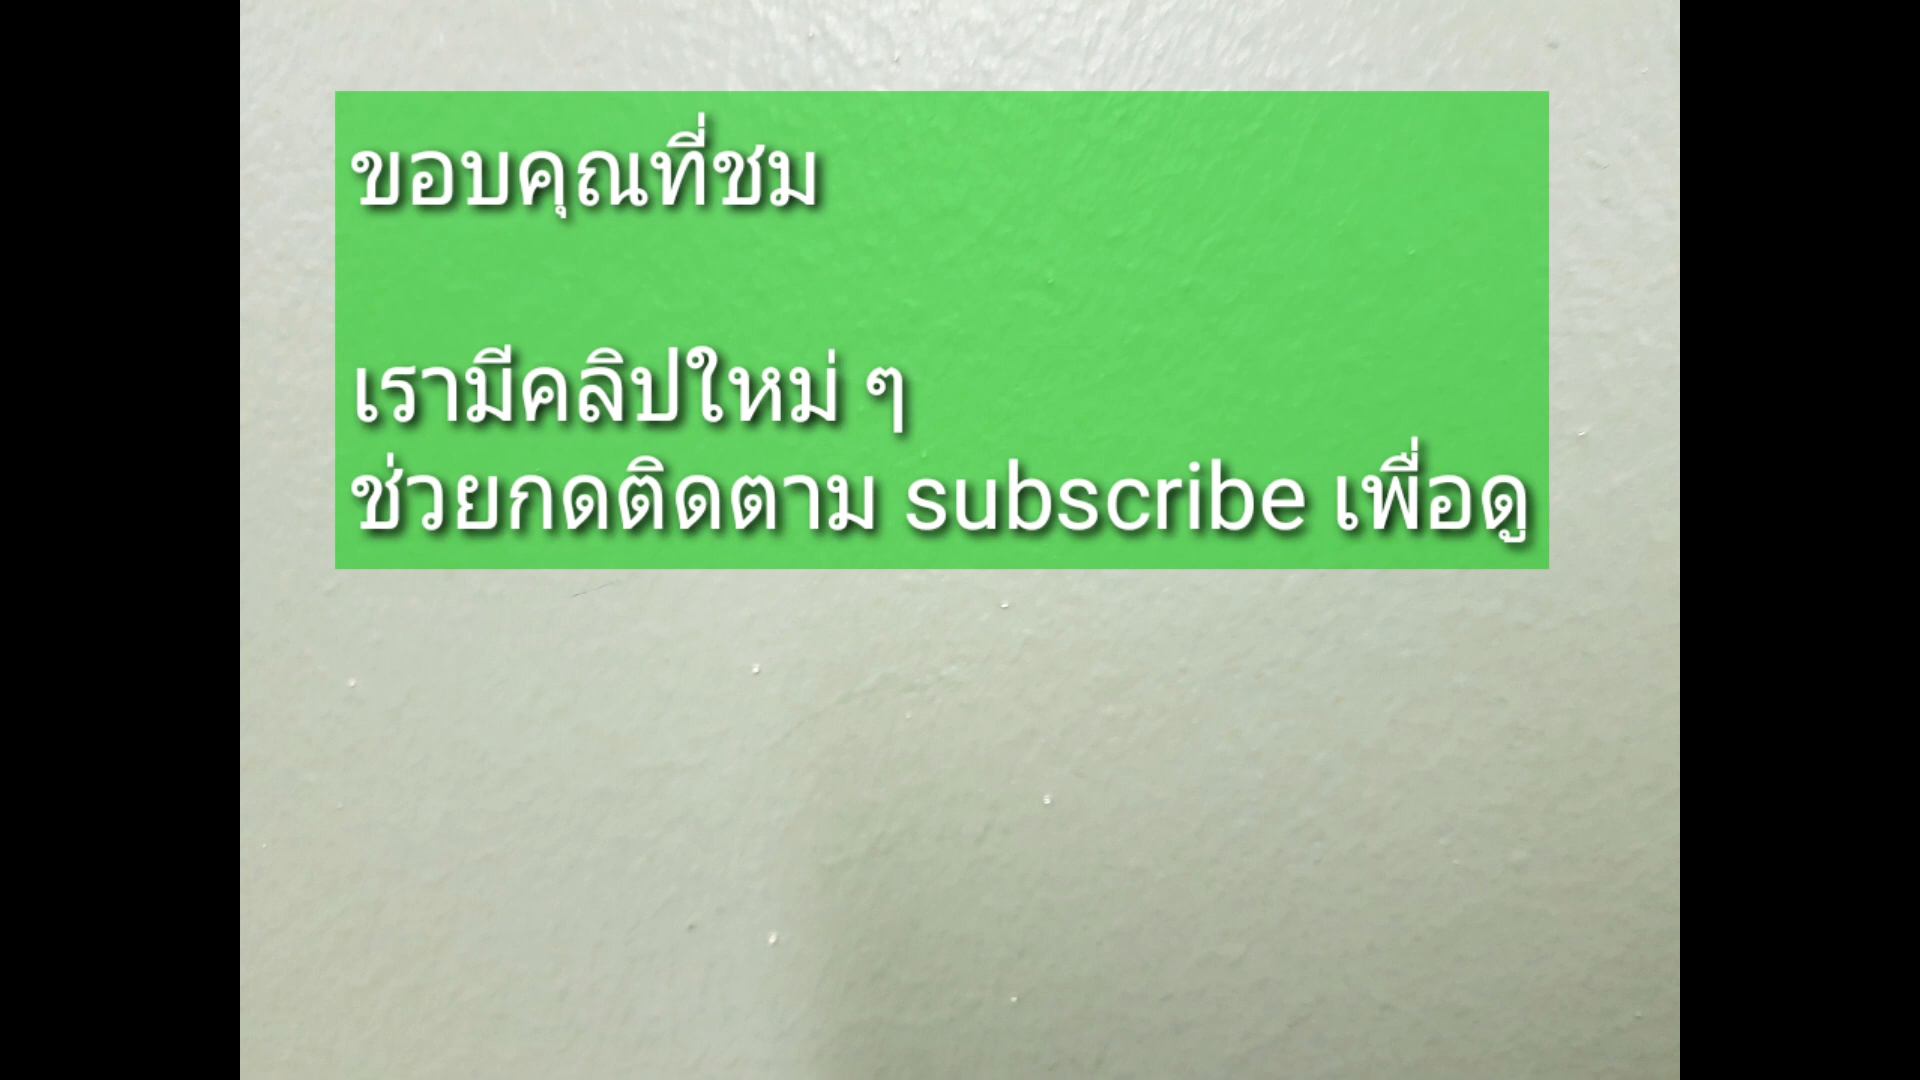 ขอบคุณที่ชม
เรามีคลิปใหม่ ๆ
ช่วยกดติดตาม subscribe เพื่อดู